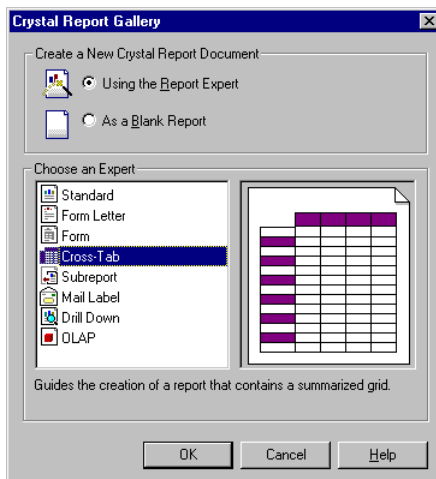 Crystal Report Gallery
Create a New Crystal Report Document
Using the Report Expert
As a Blank Report
Choose an Expert
Standard
Form Letter
Form
Cross-Tab
Subreport
Mail Label
Drill Down
OLAP
Guides the creation of a report that contains a summarized grid.
OK Cancel Help